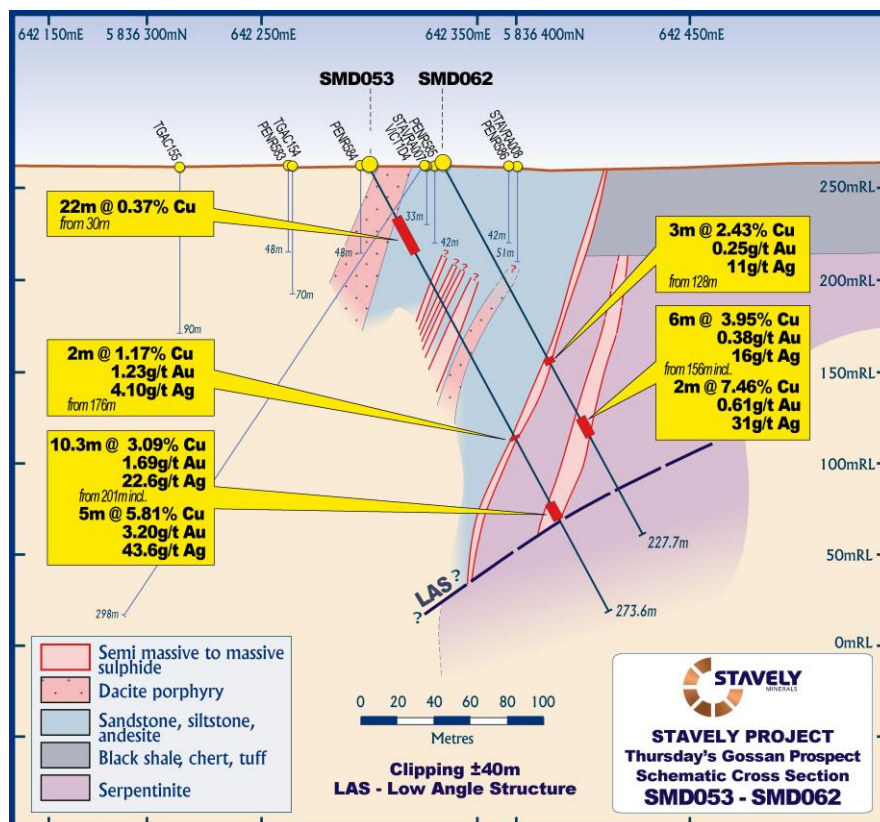 642 150mE
5 836 300mN
642 250mE
642 350mE
5 836 400mN
642 450mE
SMD053
SMD062
TGAC155
PENR583
TGAC154
PENR584
VICT1D4
STAVRA007
PENR585
PENR586
STAVRA008
250mRL
200mRL
150mRL
100mRL
50mRL
0mRL
22m @ 0.37% Cu
from 30m
33m
42m
42m
51m
48m
48m
70m
90m
? ? ? ? ?
3m @ 2.43% Cu
0.25g/t Au
11g/t Ag
from 128m
6m @ 3.95% Cu
0.38g/t Au
16g/t Ag
from 156m incl.
2m @ 7.46% Cu
0.61g/t Au
31g/t Ag
2m @ 1.17% Cu
1.23g/t Au
4.10g/t Ag
from 176m
10.3m @ 3.09% Cu
1.69g/t Au
22.6g/t Ag
from 201m incl.
5m @ 5.81% Cu
3.20g/t Au
43.6g/t Ag
227.7m
273.6m
298m
? LAS ?
Semi massive to massive
sulphide
Dacite porphyry
Sandstone, siltstone,
andesite
Black shale, chert, tuff
Serpentinite
0 20 40 60 80 100
Metres
Clipping ±40m
LAS - Low Angle Structure
STAVELY
MINERALS
STAVELY PROJECT
Thursday's Gossan Prospect
Schematic Cross Section
SMD053 - SMD062